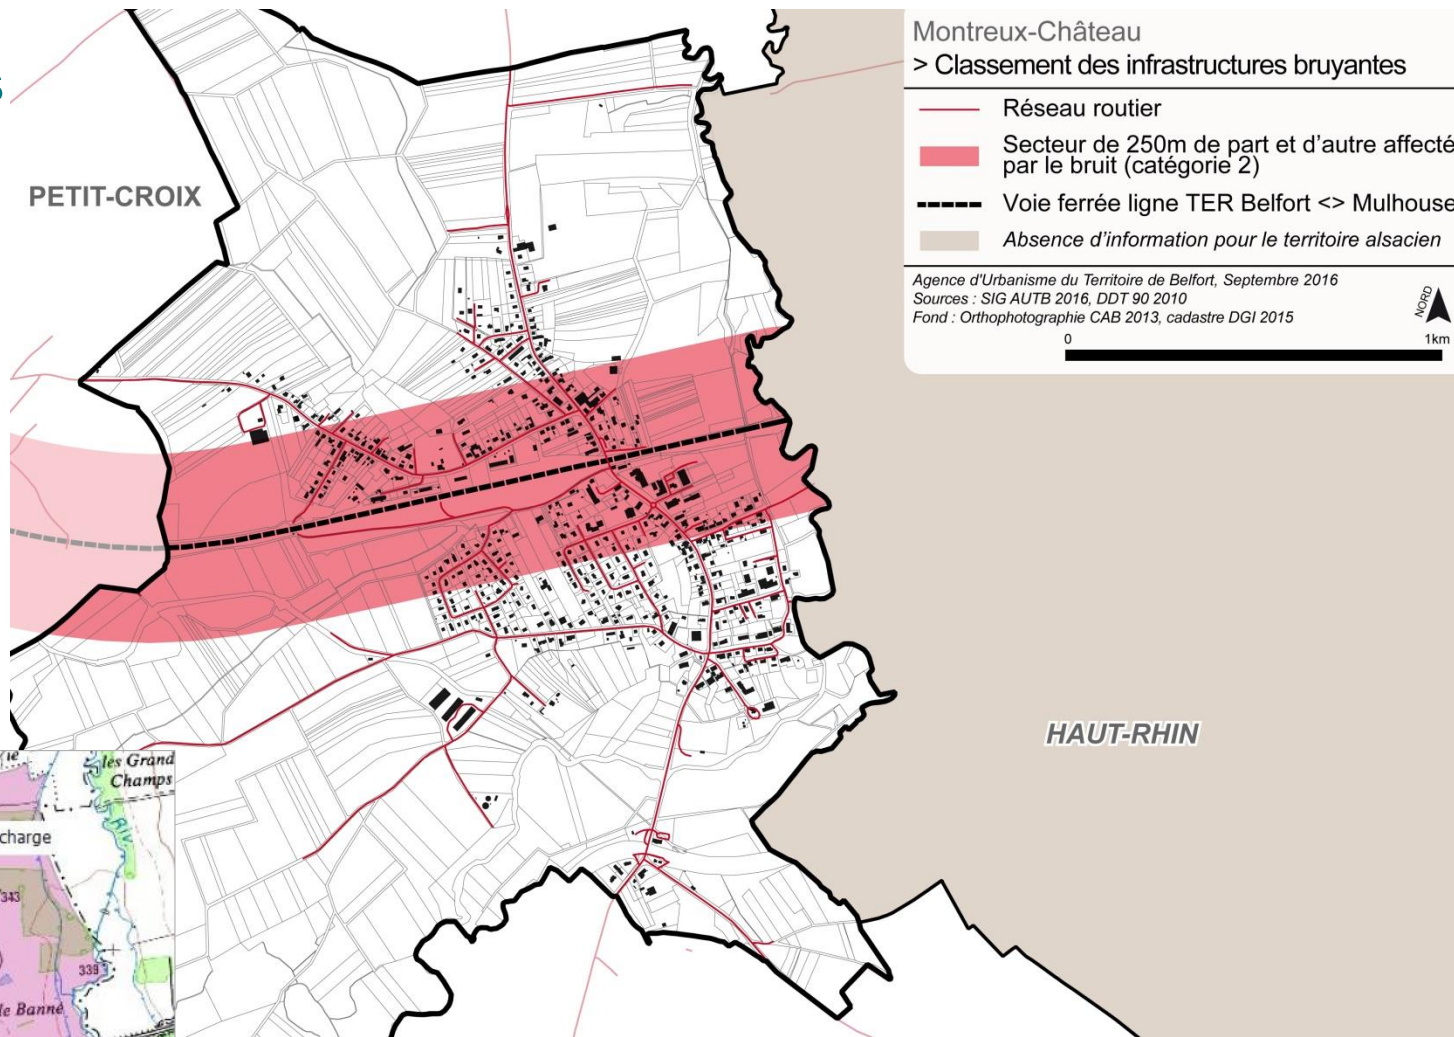 S
Montreux-Château
> Classement des infrastructures bruyantes
Réseau routier
Secteur de 250m de part et d'autre affecté
par le bruit (catégorie 2)
Voie ferrée ligne TER Belfort <> Mulhouse
Absence d'information pour le territoire alsacien
Agence d'Urbanisme du Territoire de Belfort, Septembre 2016
Sources : SIG AUTB 2016, DDT 90 2010
Fond : Orthophotographie CAB 2013, cadastre DGI 2015
NORD
0 1km
PETIT-CROIX
HAUT-RHIN
les Grand
Champs
charge
343
339
le Banné